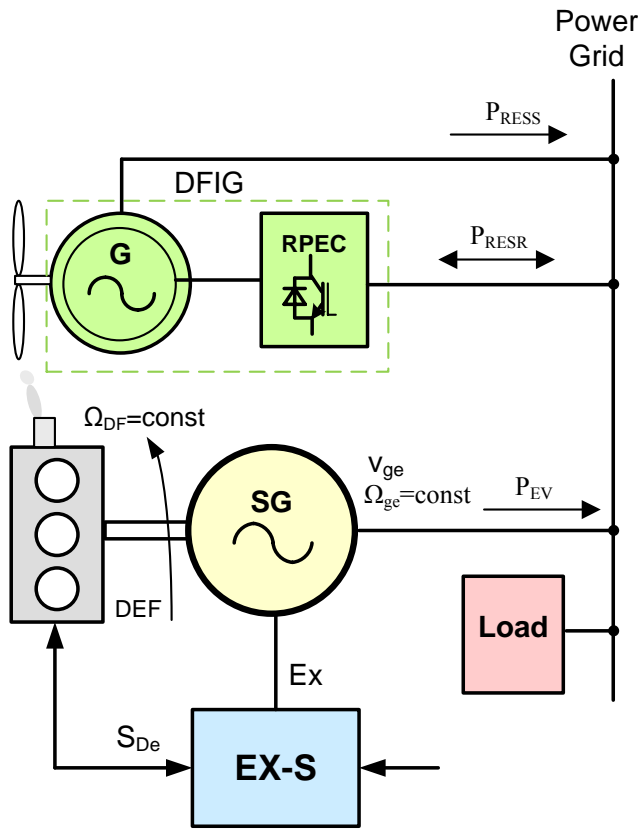 Power
Grid
P_RESS
DFIG
G
RPEC
P_RESR
Ω_DF=const
SG
v_ge
Ω_ge=const
P_EV
DEF
Load
Ex
S_De
EX-S